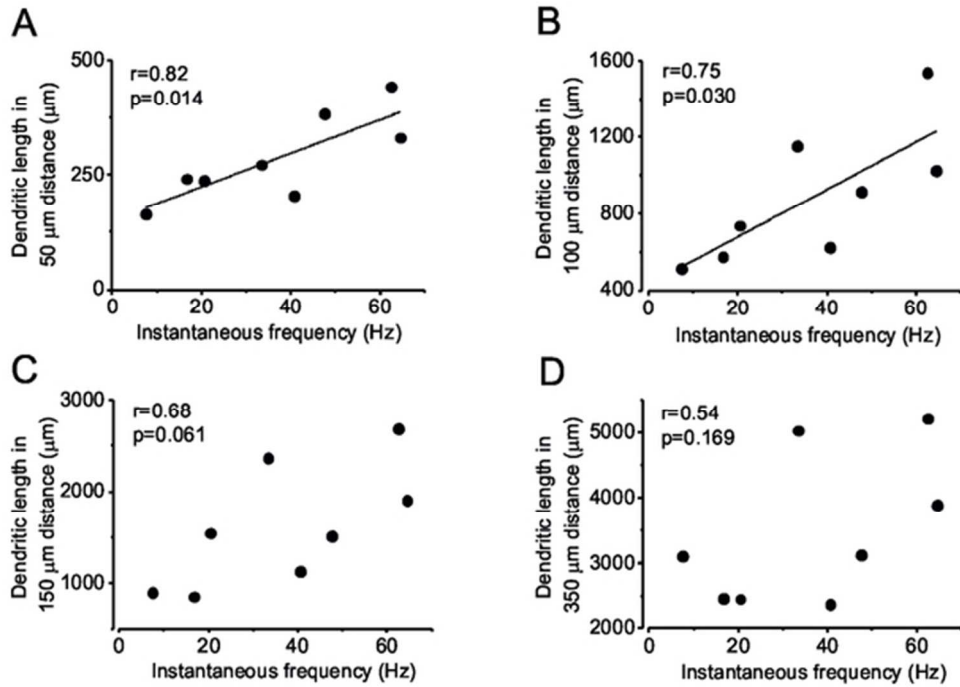 A
r=0.82
p=0.014
500
250
0
Dendritic length in
50 μm distance (μm)
0 20 40 60
Instantaneous frequency (Hz)
B
r=0.75
p=0.030
1600
1200
800
400
Dendritic length in
100 μm distance (μm)
0 20 40 60
Instantaneous frequency (Hz)
C
r=0.68
p=0.061
3000
2000
1000
Dendritic length in
150 μm distance (μm)
0 20 40 60
Instantaneous frequency (Hz)
D
r=0.54
p=0.169
5000
4000
3000
2000
Dendritic length in
350 μm distance (μm)
0 20 40 60
Instantaneous frequency (Hz)